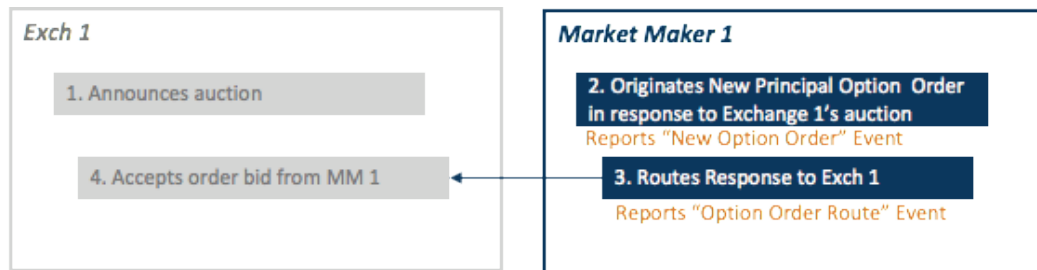 Exch 1
1. Announces auction
4. Accepts order bid from MM 1
Market Maker 1
2. Originates New Principal Option Order
in response to Exchange 1's auction
Reports "New Option Order" Event
3. Routes Response to Exch 1
Reports "Option Order Route" Event